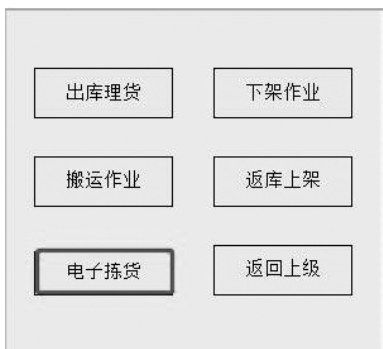 出库理货
下架作业
搬运作业
返库上架
电子拣货
返回上级